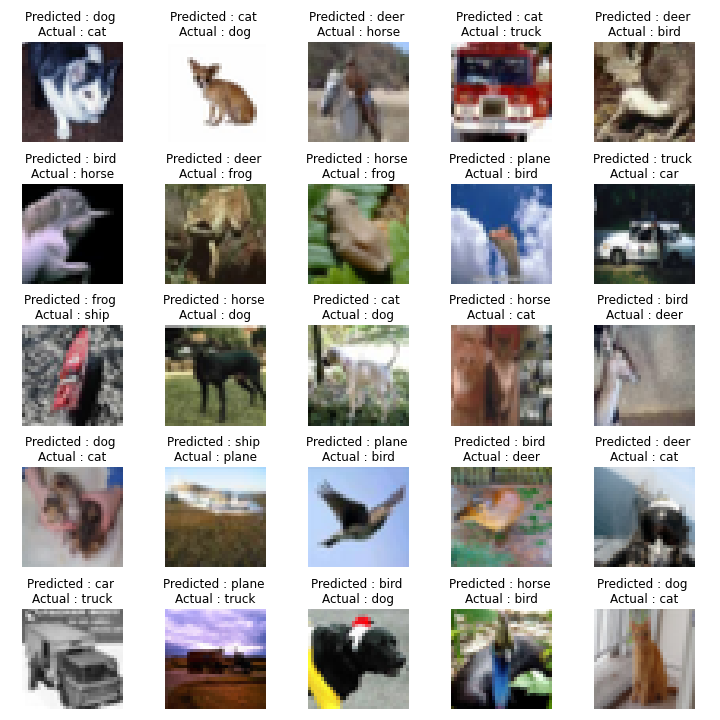 Predicted : dog
Actual : cat
Predicted : cat
Actual : dog
Predicted : deer
Actual : horse
Predicted : cat
Actual : truck
Predicted : deer
Actual : bird
Predicted : bird
Actual : horse
Predicted : deer
Actual : frog
Predicted : horse
Actual : frog
Predicted : plane
Actual : bird
Predicted : truck
Actual : car
Predicted : frog
Actual : ship
Predicted : horse
Actual : dog
Predicted : cat
Actual : dog
Predicted : horse
Actual : cat
Predicted : bird
Actual : deer
Predicted : dog
Actual : cat
Predicted : ship
Actual : plane
Predicted : plane
Actual : bird
Predicted : bird
Actual : deer
Predicted : deer
Actual : cat
Predicted : car
Actual : truck
Predicted : plane
Actual : truck
Predicted : bird
Actual : dog
Predicted : horse
Actual : bird
Predicted : dog
Actual : cat